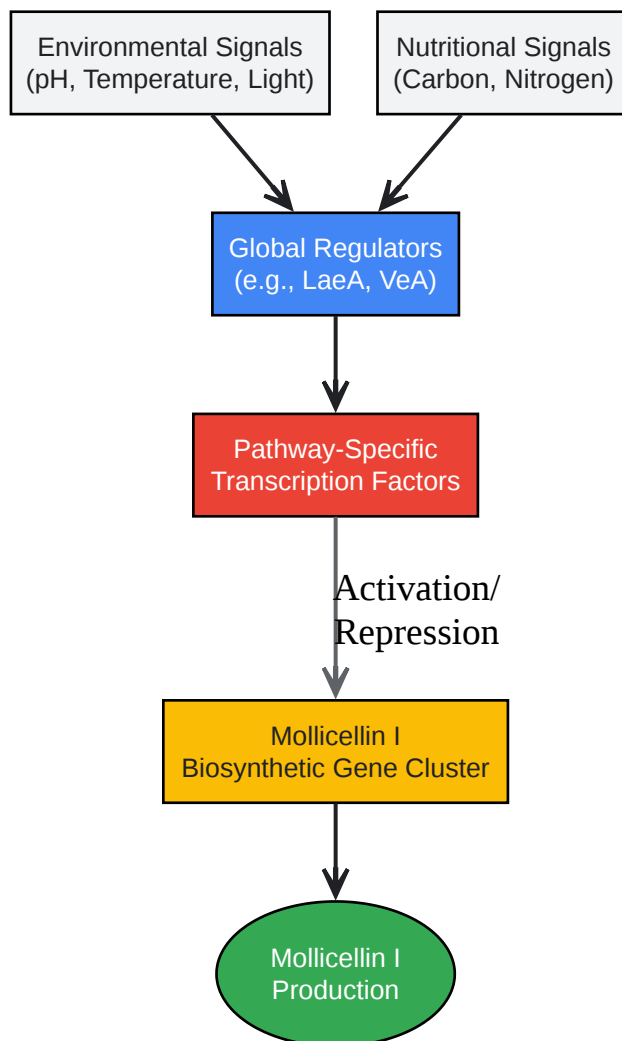 Environmental Signals
(pH, Temperature, Light)
Nutritional Signals
(Carbon, Nitrogen)
Global Regulators
(e.g., LaeA, VeA)
Pathway-Specific
Transcription Factors
Activation/
Repression
Mollicellin I
Biosynthetic Gene Cluster
Mollicellin I
Production